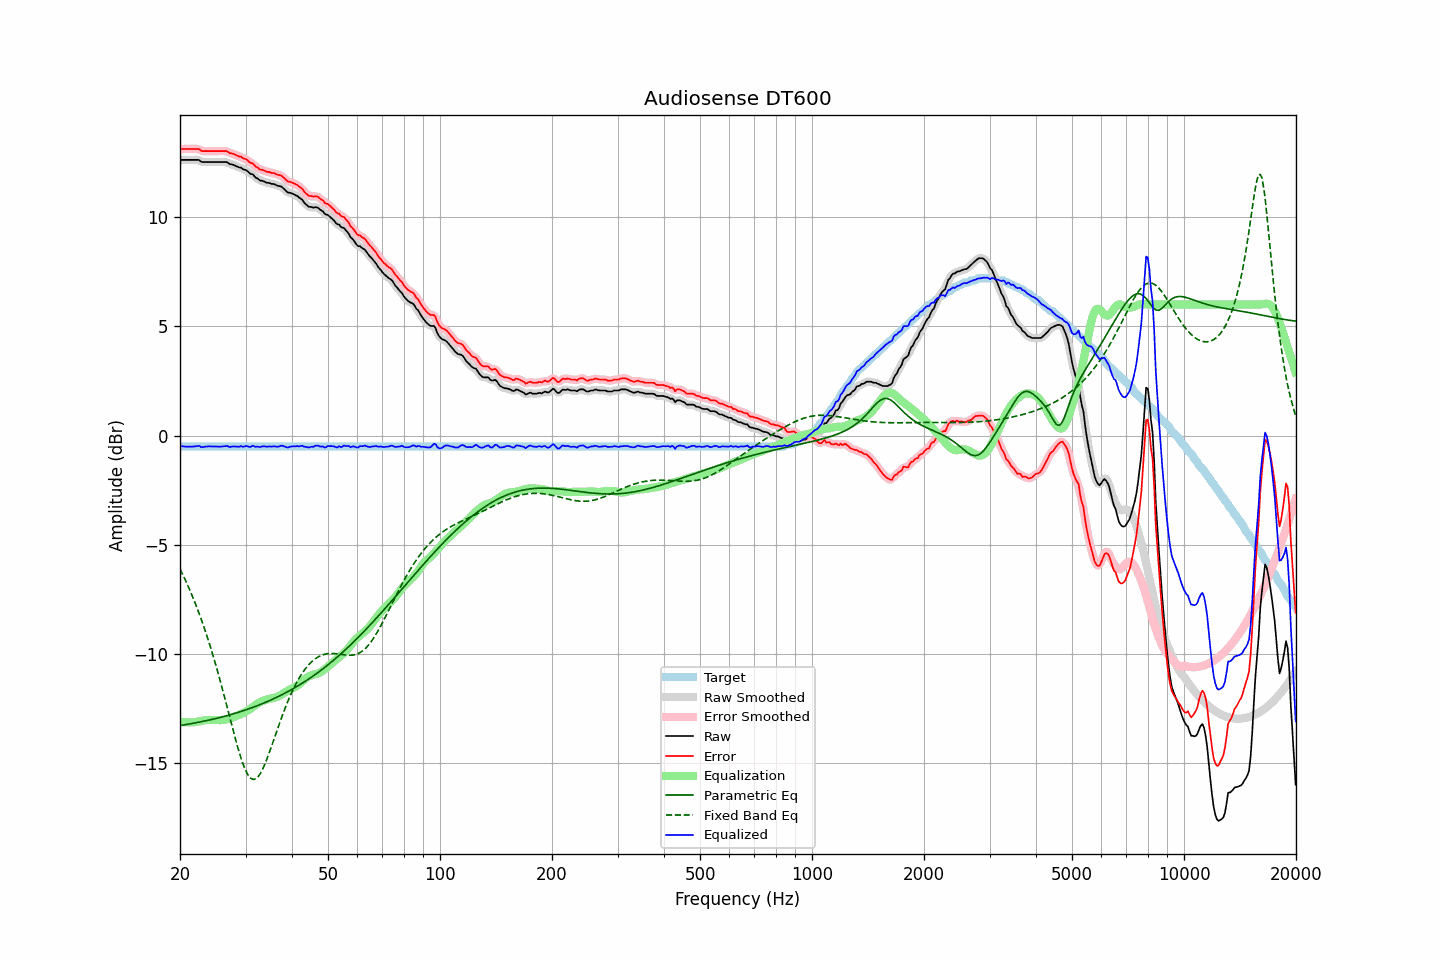 Audiosense DT600
Amplitude (dBr)
10
5
0
−5
−10
−15
Target
Raw Smoothed
Error Smoothed
Raw
Error
Equalization
Parametric Eq
Fixed Band Eq
Equalized
20 50 100 200 500 1000 2000 5000 10000 20000
Frequency (Hz)